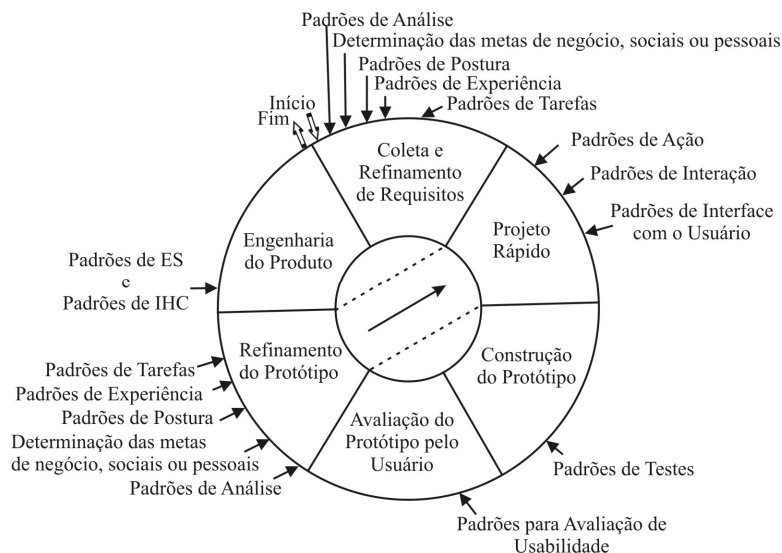 Padrões de Análise
Determinação das metas de negócio, sociais ou pessoais
Padrões de Postura
Padrões de Experiência
Padrões de Tarefas
Início
Fim
Coleta e
Refinamento
de Requisitos
Padrões de Ação
Padrões de Interação
Padrões de Interface
com o Usuário
Projeto
Rápido
Engenharia
do Produto
Padrões de ES
c
Padrões de IHC
Refinamento
do Protótipo
Construção
do Protótipo
Padrões de Tarefas
Padrões de Experiência
Padrões de Postura
Determinação das metas
de negócio, sociais ou pessoais
Padrões de Análise
Avaliação do
Protótipo pelo
Usuário
Padrões de Testes
Padrões para Avaliação de
Usabilidade